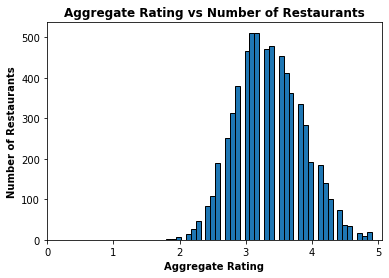 Aggregate Rating vs Number of Restaurants
Number of Restaurants
500
400
300
200
100
0
0 1 2 3 4 5
Aggregate Rating